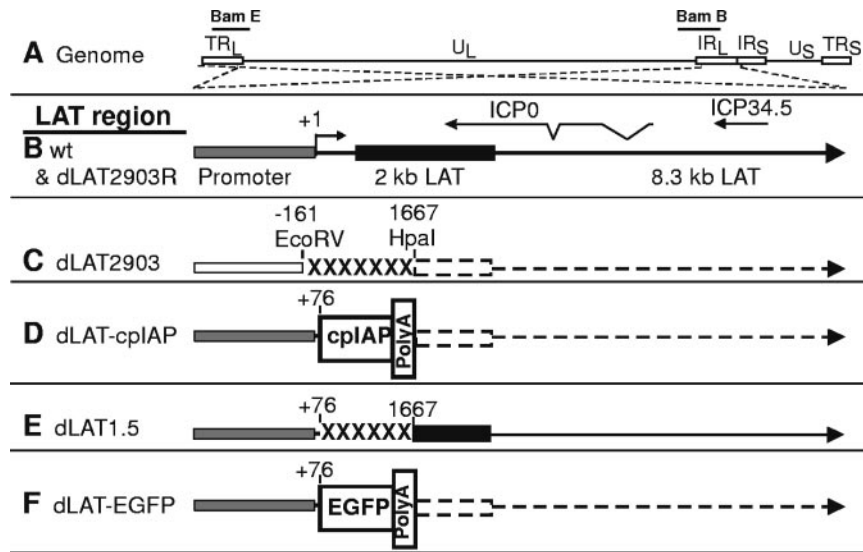 Bam E
Bam B
A Genome
TRL
UL
IRL
IRS
US
TRS
LAT region
+1
ICP0
ICP34.5
B wt
& dLAT2903R
Promoter
2 kb LAT
8.3 kb LAT
-161
1667
EcoRV
HpaI
C dLAT2903
XXXXXXX
+76
D dLAT-cpIAP
cpIAP
PolyA
+76
1667
E dLAT1.5
XXXXXX
+76
F dLAT-EGFP
EGFP
PolyA